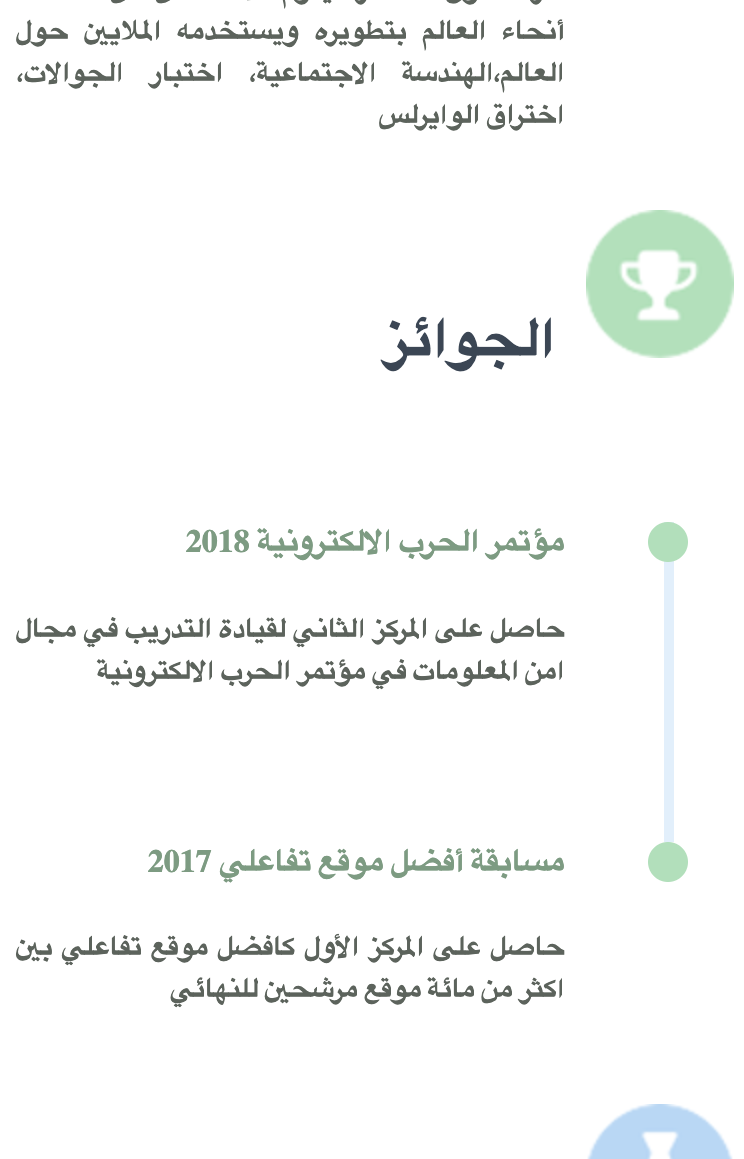 أنحاء العالم بتطويره ويستخدمه الملايين حول
العالم،الهندسة الاجتماعية، اختبار الجوالات،
اختراق الوايرلس
الجوائز
مؤتمر الحرب الالكترونية 2018
حاصل على المركز الثاني لقيادة التدريب في مجال
امن المعلومات في مؤتمر الحرب الالكترونية
مسابقة أفضل موقع تفاعلي 2017
حاصل على المركز الأول كافضل موقع تفاعلي بين
اكثر من مائة موقع مرشحين للنهائي